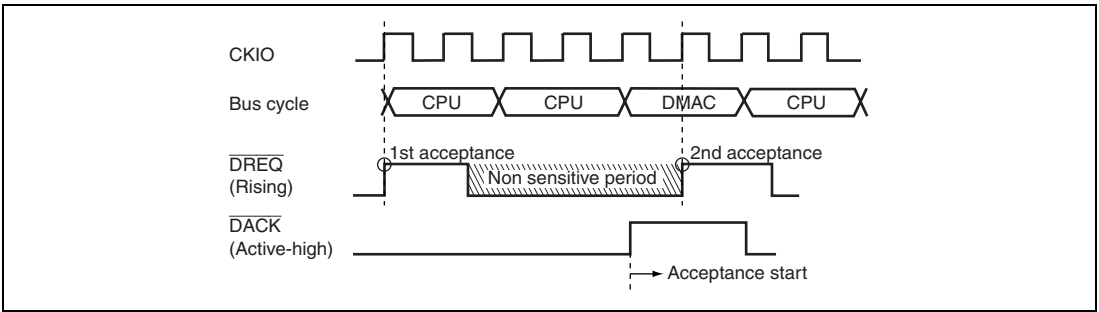 CKIO
Bus cycle CPU CPU DMAC CPU
DREQ 1st acceptance 2nd acceptance
(Rising) Non sensitive period
DACK
(Active-high)
Acceptance start